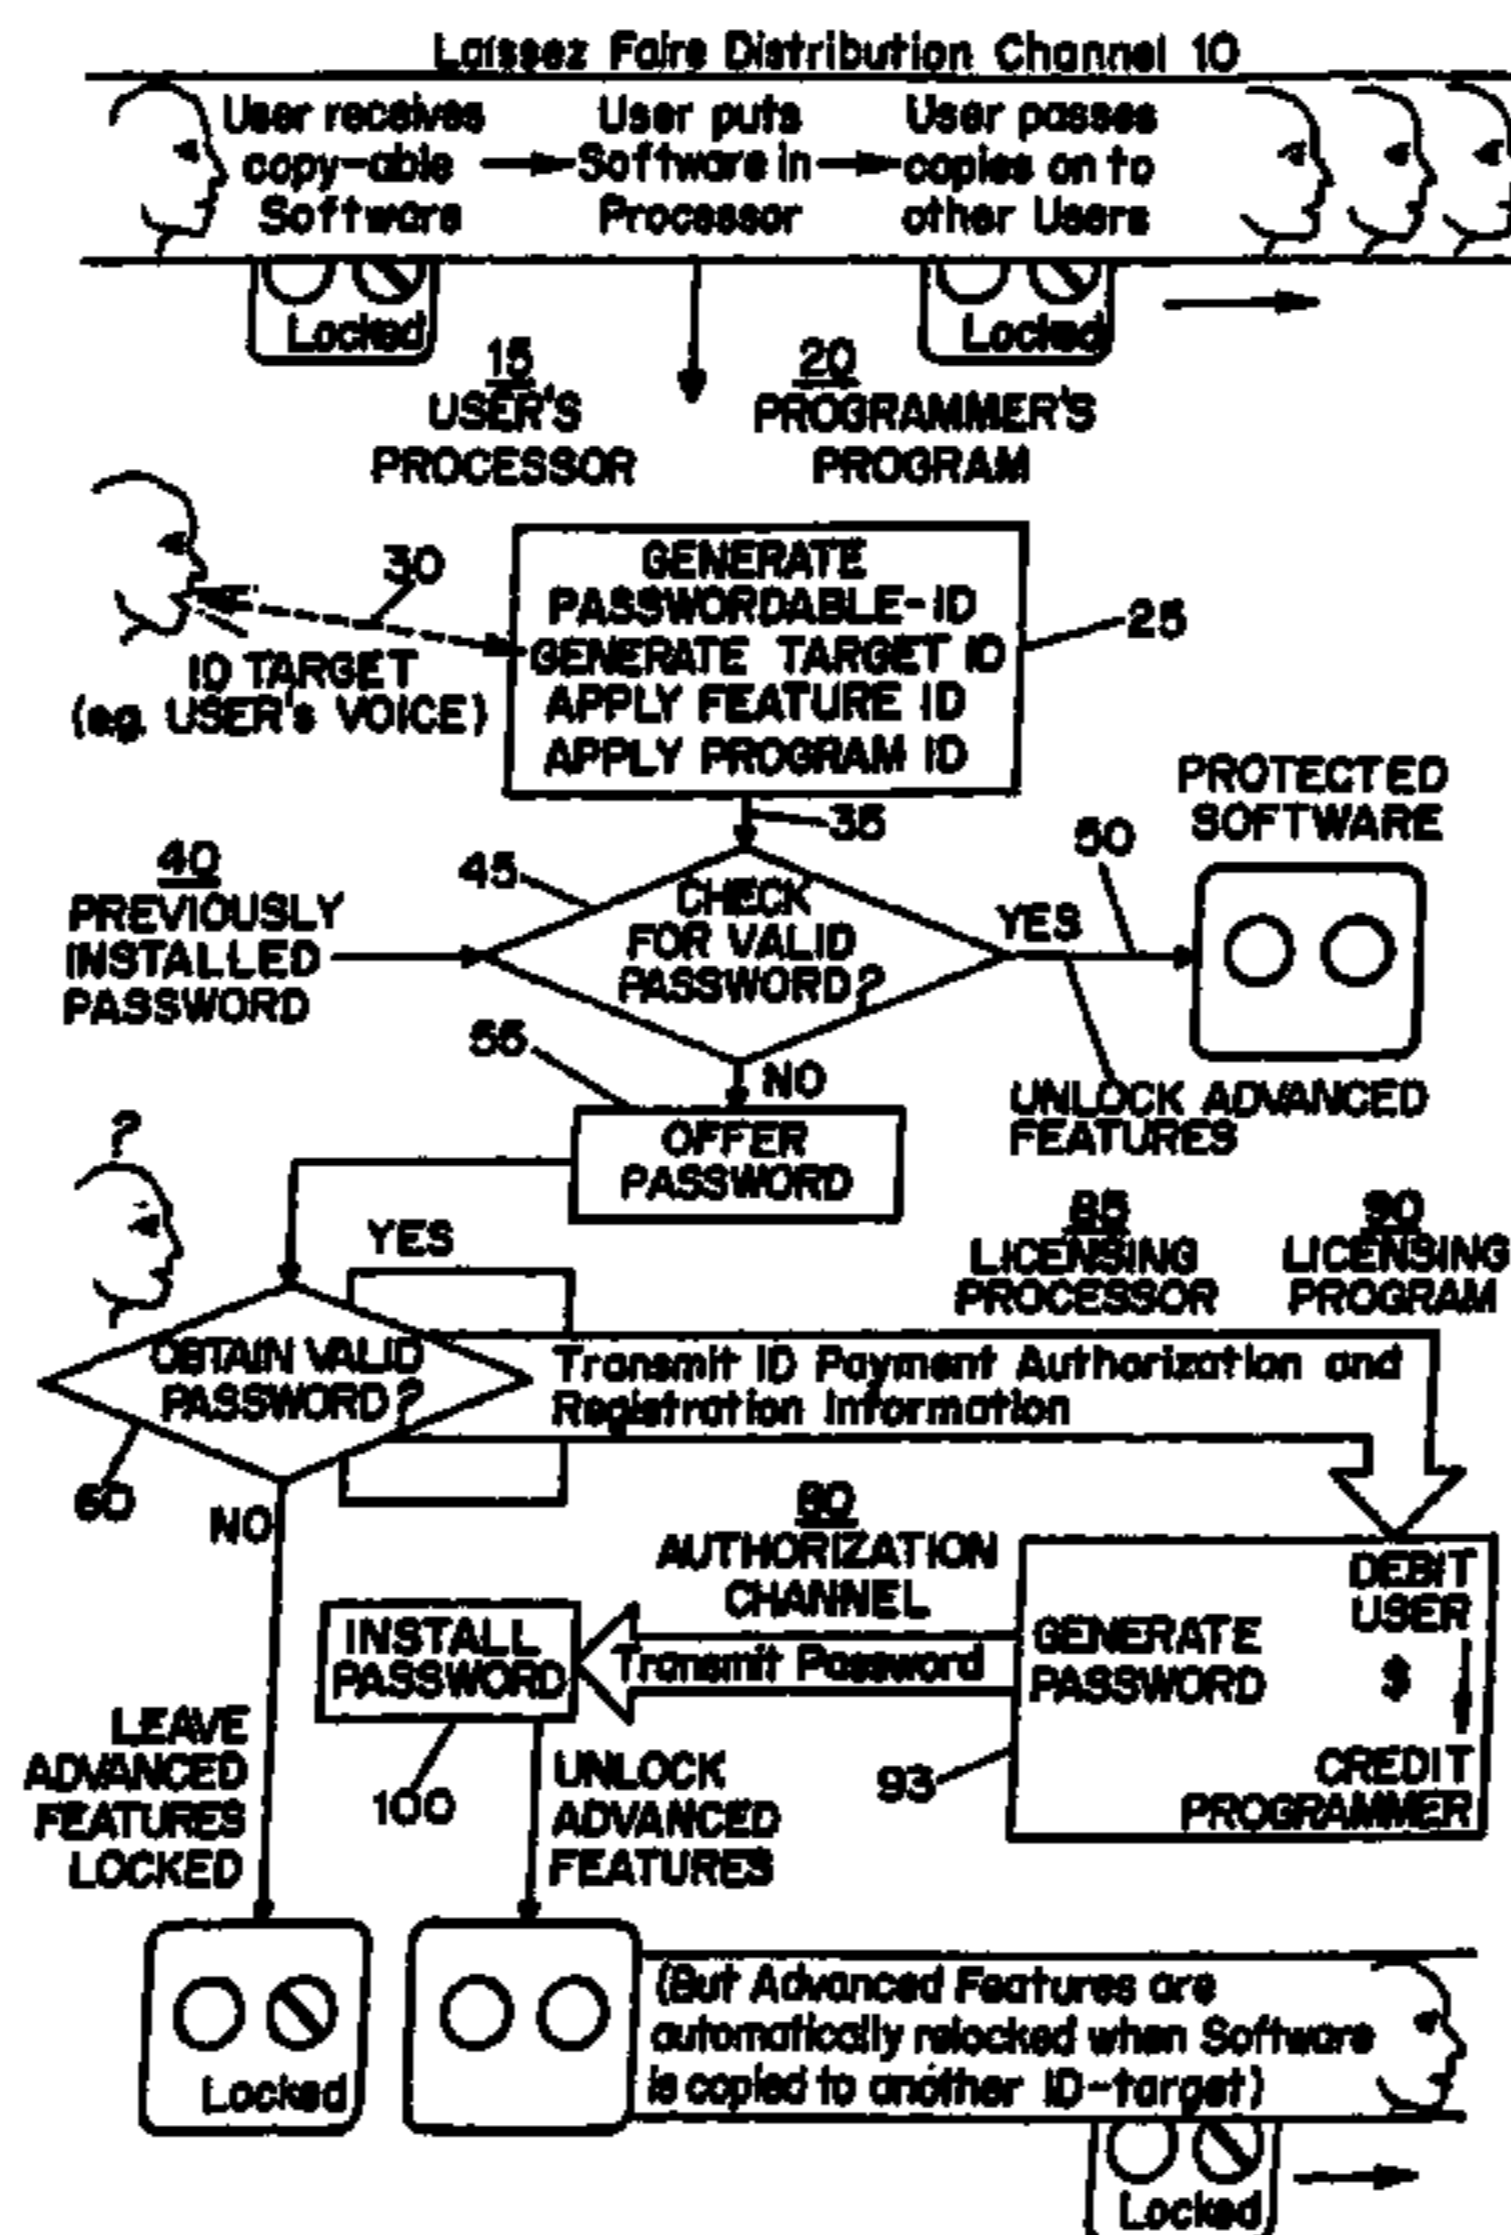 Laissez Faire Distribution Channel 10
User receives
copy-able
Software
User puts
Software in
Processor
User passes
copies on to
other Users
Locked
Locked
15
USER'S
PROCESSOR
20
PROGRAMMER'S
PROGRAM
30
ID TARGET
(e.g. USER's VOICE)
GENERATE
PASSWORDABLE-ID
GENERATE TARGET ID
APPLY FEATURE ID
APPLY PROGRAM ID
25
35
40
PREVIOUSLY
INSTALLED
PASSWORD
45
CHECK
FOR VALID
PASSWORD?
YES
50
PROTECTED
SOFTWARE
UNLOCK ADVANCED
FEATURES
55
NO
OFFER
PASSWORD
?
YES
85
LICENSING
PROCESSOR
90
LICENSING
PROGRAM
OBTAIN VALID
PASSWORD?
Transmit ID Payment Authorization and
Registration Information
60
NO
80
AUTHORIZATION
CHANNEL
INSTALL
PASSWORD
Transmit Password
GENERATE
PASSWORD
DEBIT
USER
$
CREDIT
PROGRAMMER
93
100
LEAVE
ADVANCED
FEATURES
LOCKED
UNLOCK
ADVANCED
FEATURES
Locked
(But Advanced Features are
automatically relocked when Software
is copied to another ID-target)
Locked